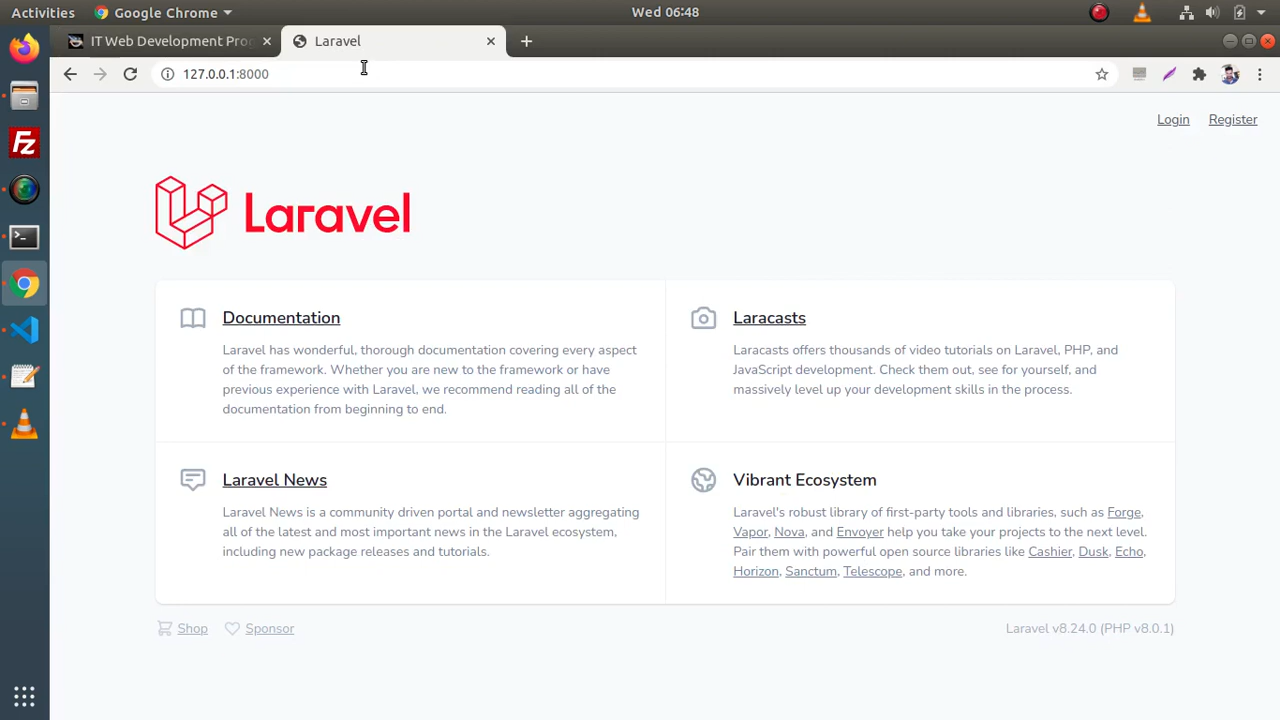 Activities
Google Chrome
Wed 06:48
IT Web Development Pro
Laravel
127.0.0.1:8000
Login
Register
Laravel
Documentation
Laravel has wonderful, thorough documentation covering every aspect
of the framework. Whether you are new to the framework or have
previous experience with Laravel, we recommend reading all of the
documentation from beginning to end.
Laracasts
Laracasts offers thousands of video tutorials on Laravel, PHP, and
JavaScript development. Check them out, see for yourself, and
massively level up your development skills in the process.
Laravel News
Laravel News is a community driven portal and newsletter aggregating
all of the latest and most important news in the Laravel ecosystem,
including new package releases and tutorials.
Vibrant Ecosystem
Laravel's robust library of first-party tools and libraries, such as Forge,
Vapor, Nova, and Envoyer help you take your projects to the next level.
Pair them with powerful open source libraries like Cashier, Dusk, Echo,
Horizon, Sanctum, Telescope, and more.
Shop
Sponsor
Laravel v8.24.0 (PHP v8.0.1)